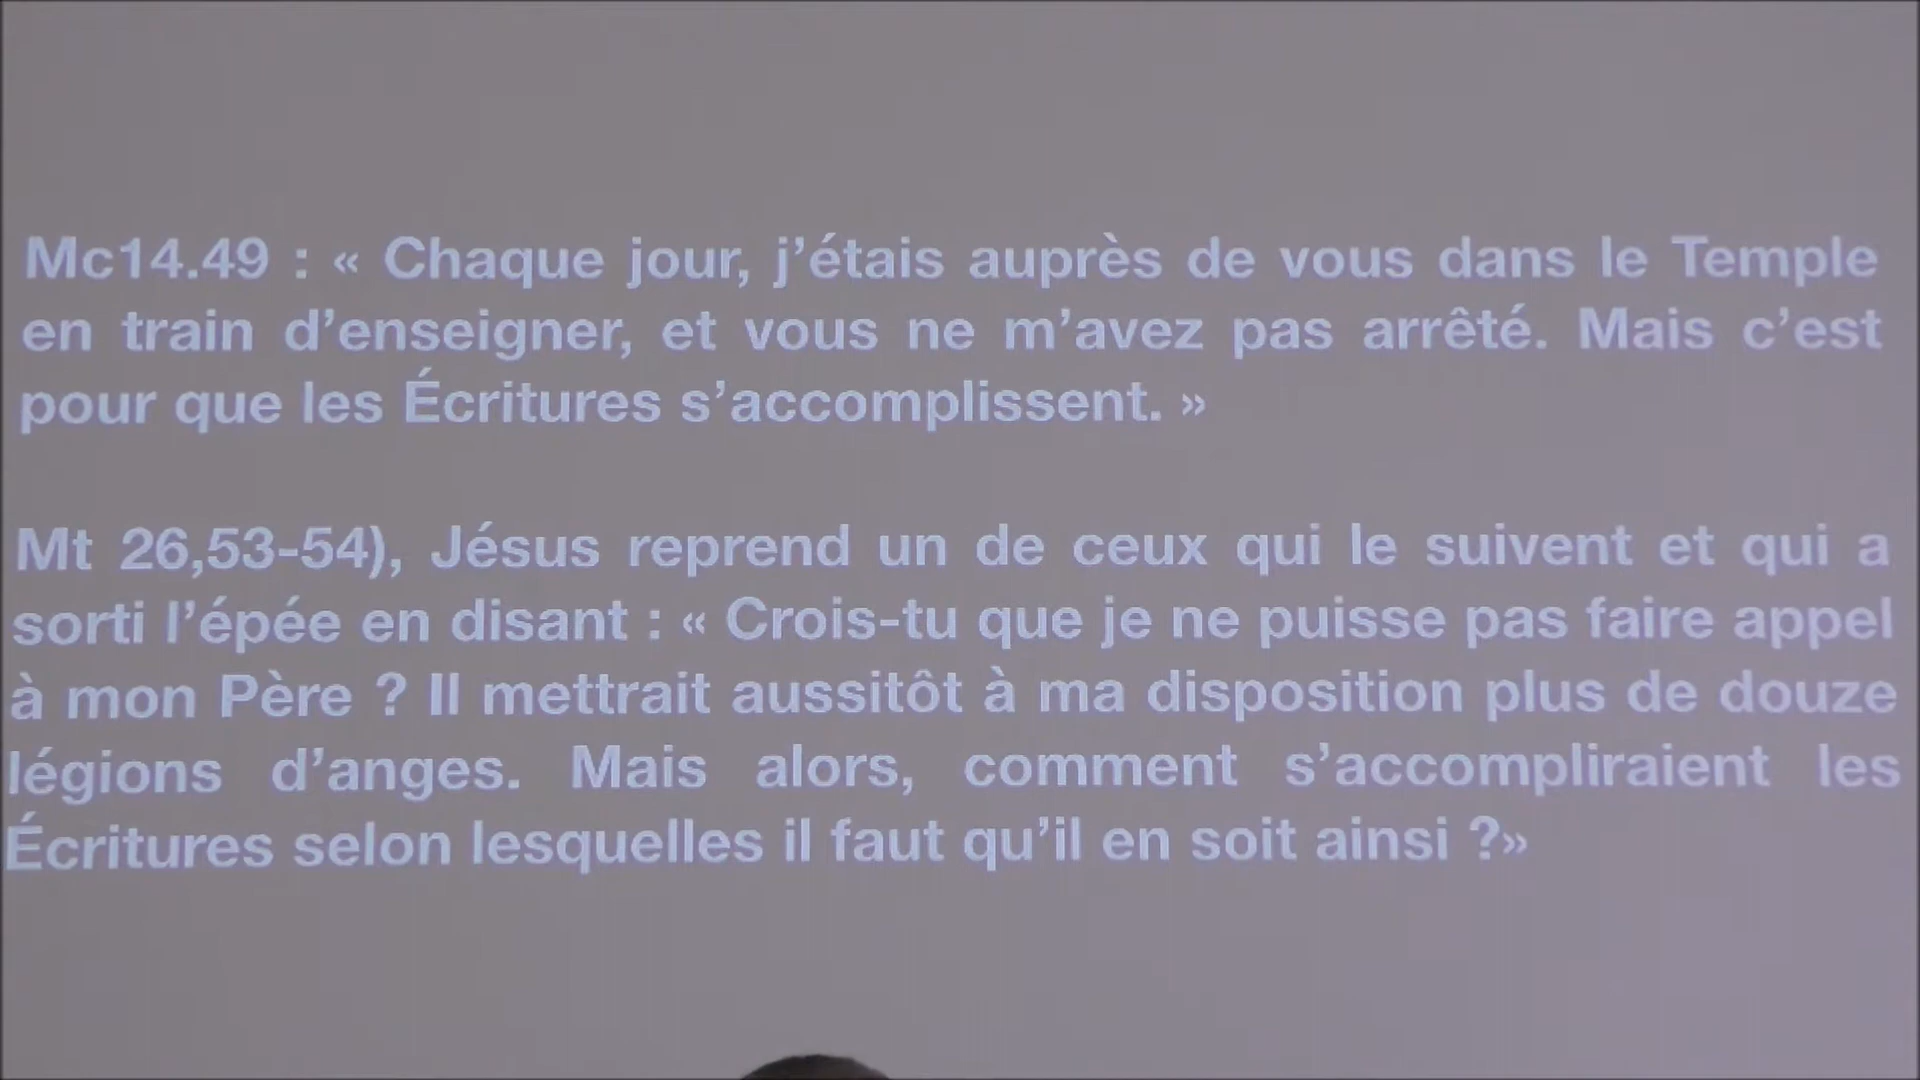 Mc14.49 : « Chaque jour, j’étais auprès de vous dans le Temple
en train d’enseigner, et vous ne m’avez pas arrêté. Mais c’est
pour que les Écritures s’accomplissent. »
Mt 26,53-54), Jésus reprend un de ceux qui le suivent et qui a
sorti l’épée en disant : « Crois-tu que je ne puisse pas faire appel
à mon Père ? Il mettrait aussitôt à ma disposition plus de douze
légions d’anges. Mais alors, comment s’accompliraient les
Écritures selon lesquelles il faut qu’il en soit ainsi ?»